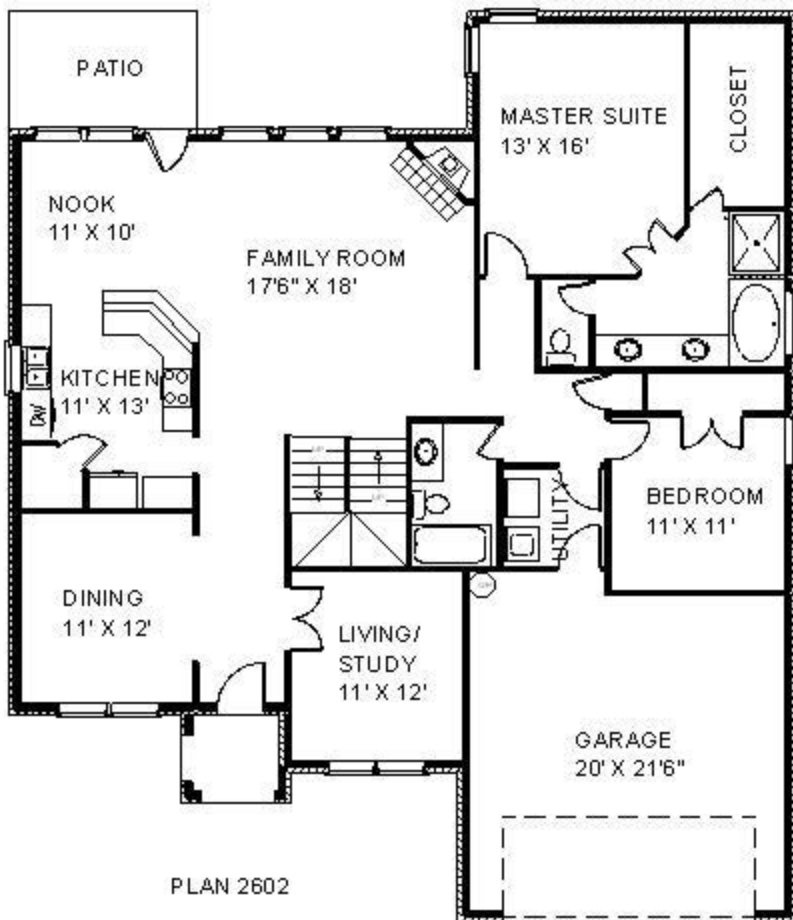 PATIO
MASTER SUITE
13' X 16'
CLOSET
NOOK
11' X 10'
FAMILY ROOM
17'6" X 18'
KITCHEN
11' X 13'
DW
UTILITY
BEDROOM
11' X 11'
DINING
11' X 12'
LIVING/
STUDY
11' X 12'
GARAGE
20' X 21'6"
PLAN 2602